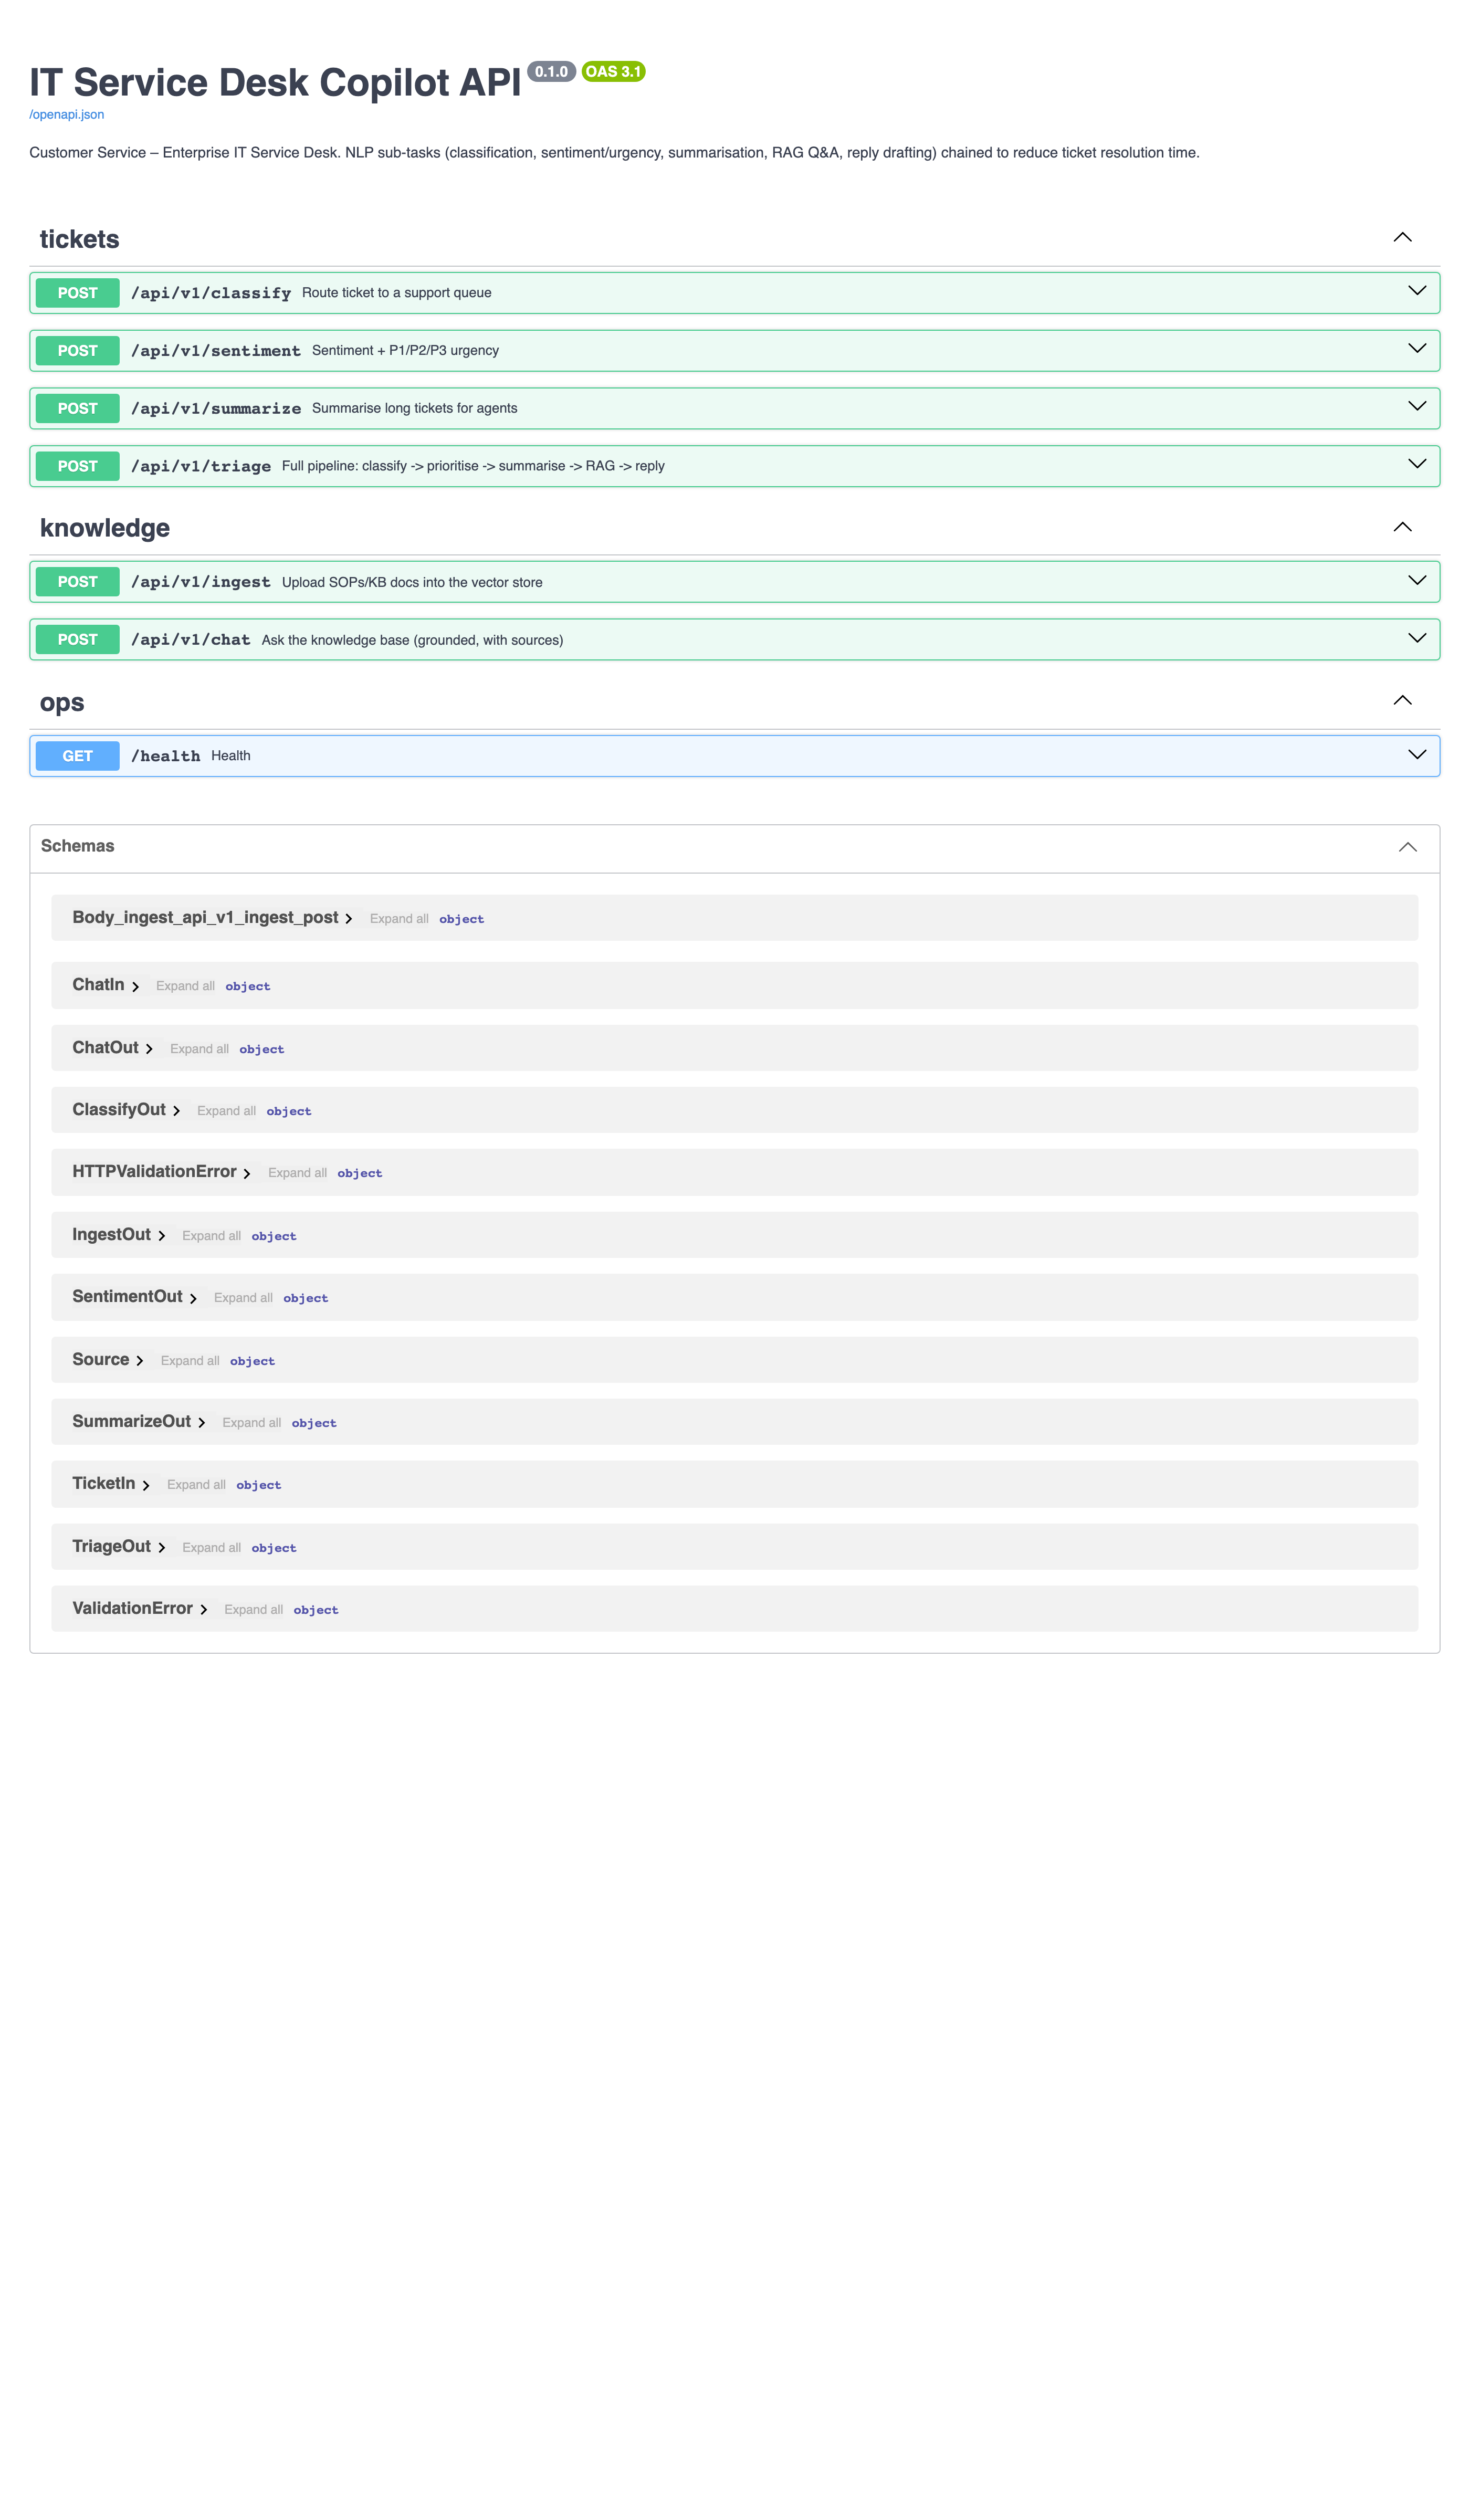 IT Service Desk Copilot API 0.1.0 OAS 3.1
/openapi.json
Customer Service – Enterprise IT Service Desk. NLP sub-tasks (classification, sentiment/urgency, summarisation, RAG Q&A, reply drafting) chained to reduce ticket resolution time.
tickets
POST /api/v1/classify Route ticket to a support queue
POST /api/v1/sentiment Sentiment + P1/P2/P3 urgency
POST /api/v1/summarize Summarise long tickets for agents
POST /api/v1/triage Full pipeline: classify -> prioritise -> summarise -> RAG -> reply
knowledge
POST /api/v1/ingest Upload SOPs/KB docs into the vector store
POST /api/v1/chat Ask the knowledge base (grounded, with sources)
ops
GET /health Health
Schemas
Body_ingest_api_v1_ingest_post Expand all object
ChatIn Expand all object
ChatOut Expand all object
ClassifyOut Expand all object
HTTPValidationError Expand all object
IngestOut Expand all object
SentimentOut Expand all object
Source Expand all object
SummarizeOut Expand all object
TicketIn Expand all object
TriageOut Expand all object
ValidationError Expand all object